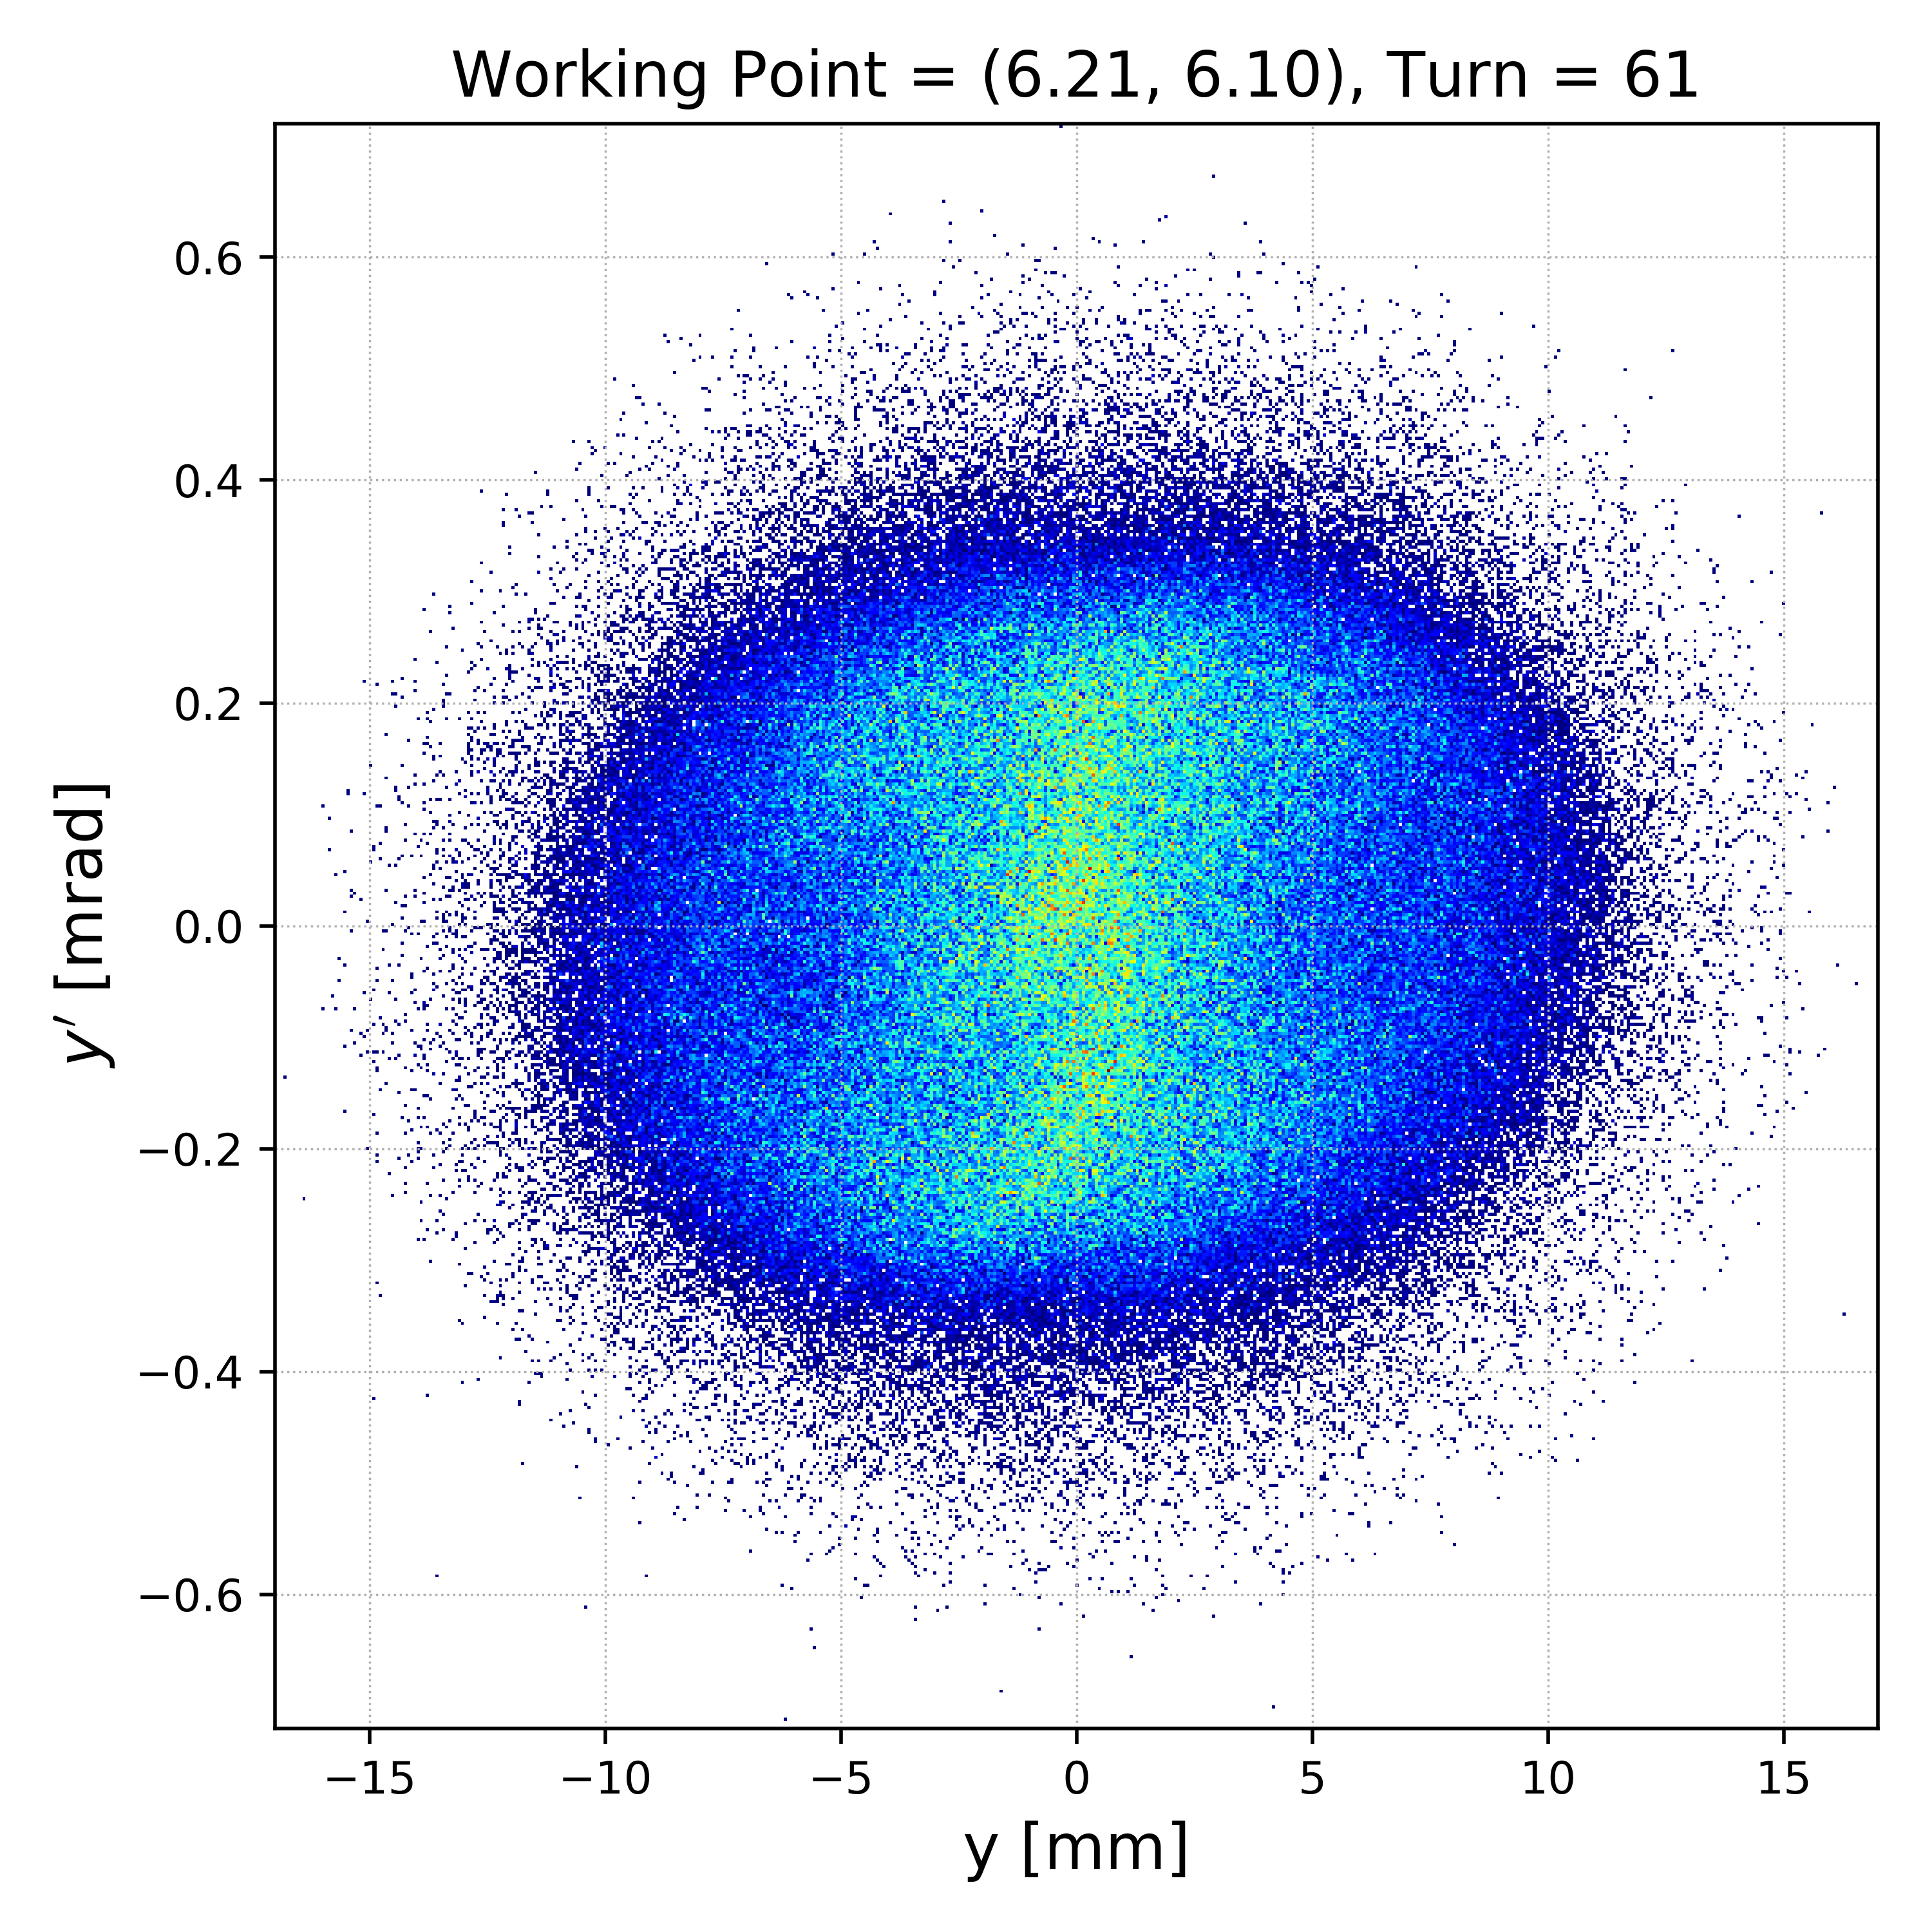 Working Point = (6.21, 6.10), Turn = 61
0.6
0.4
0.2
0.0
−0.2
−0.4
−0.6
y′ [mrad]
−15 −10 −5 0 5 10 15
y [mm]